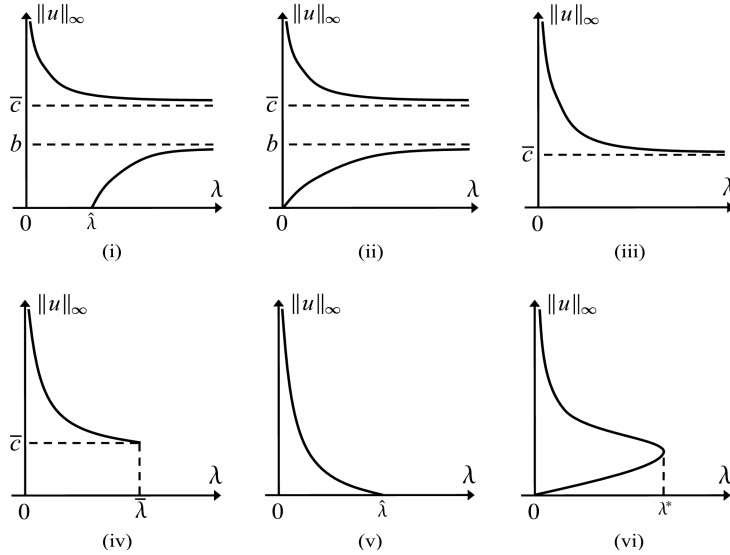 ‖u‖∞ ‖u‖∞ ‖u‖∞
c̅ c̅
b b c̅
λ λ λ
0 λ̂ 0 0
(i) (ii) (iii)
‖u‖∞ ‖u‖∞ ‖u‖∞
c̅
λ λ λ
0 λ̅ 0 λ̂ 0 λ*
(iv) (v) (vi)